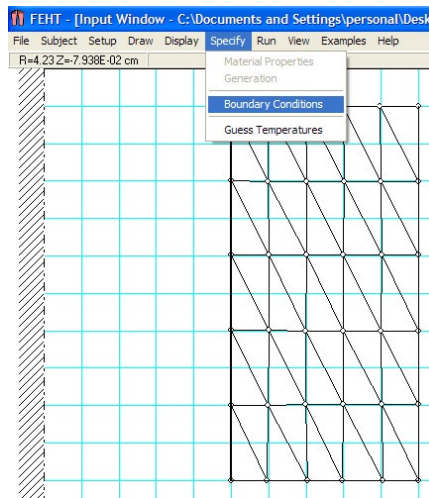 FEHT - [Input Window - C:\Documents and Settings\personal\Desk
File Subject Setup Draw Display Specify Run View Examples Help
R=4.23 Z=-7.938E-02 cm
Material Properties
Generation
Boundary Conditions
Guess Temperatures